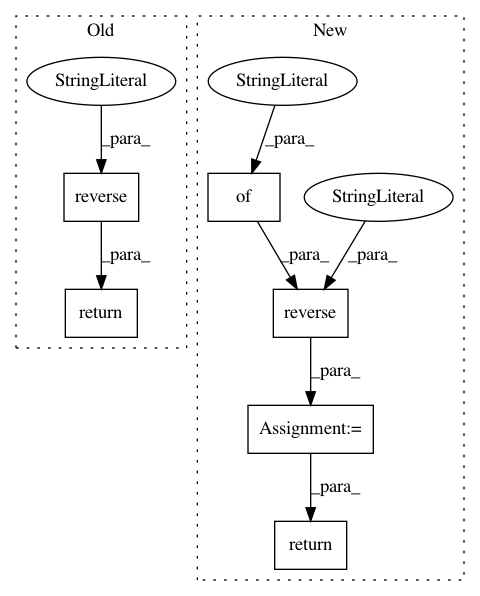 Old
StringLiteral
_para_
reverse
_para_
return
New
StringLiteral
_para_
of
StringLiteral
_para_
_para_
reverse
_para_
Assignment:=
_para_
return